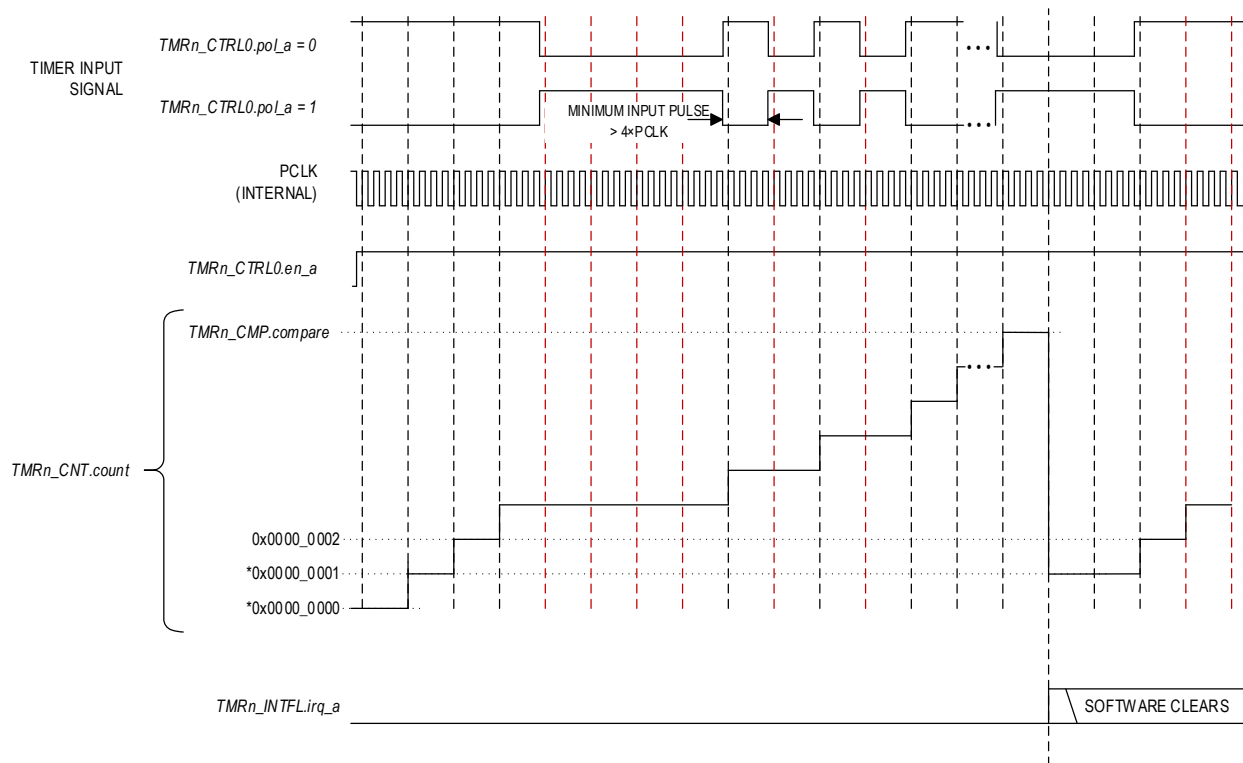 TMRn_CTRL0.pol_a = 0
TIMER INPUT
SIGNAL
TMRn_CTRL0.pol_a = 1
MINIMUM INPUT PULSE
> 4×PCLK
PCLK
(INTERNAL)
TMRn_CTRL0.en_a
TMRn_CMP.compare
TMRn_CNT.count
0x0000_0002
*0x0000_0001
*0x0000_0000
TMRn_INTFL.irq_a
SOFTWARE CLEARS